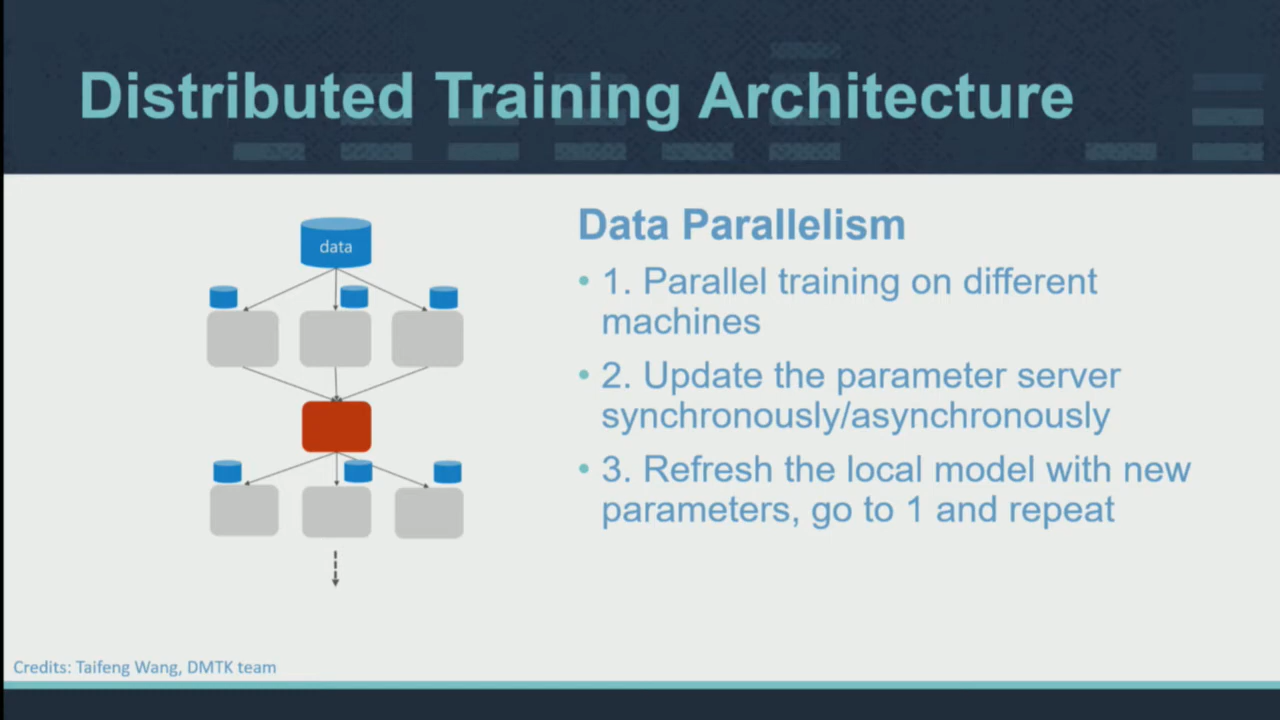 Distributed Training Architecture
data
Data Parallelism
• 1. Parallel training on different
machines
• 2. Update the parameter server
synchronously/asynchronously
• 3. Refresh the local model with new
parameters, go to 1 and repeat
Credits: Taifeng Wang, DMTK team